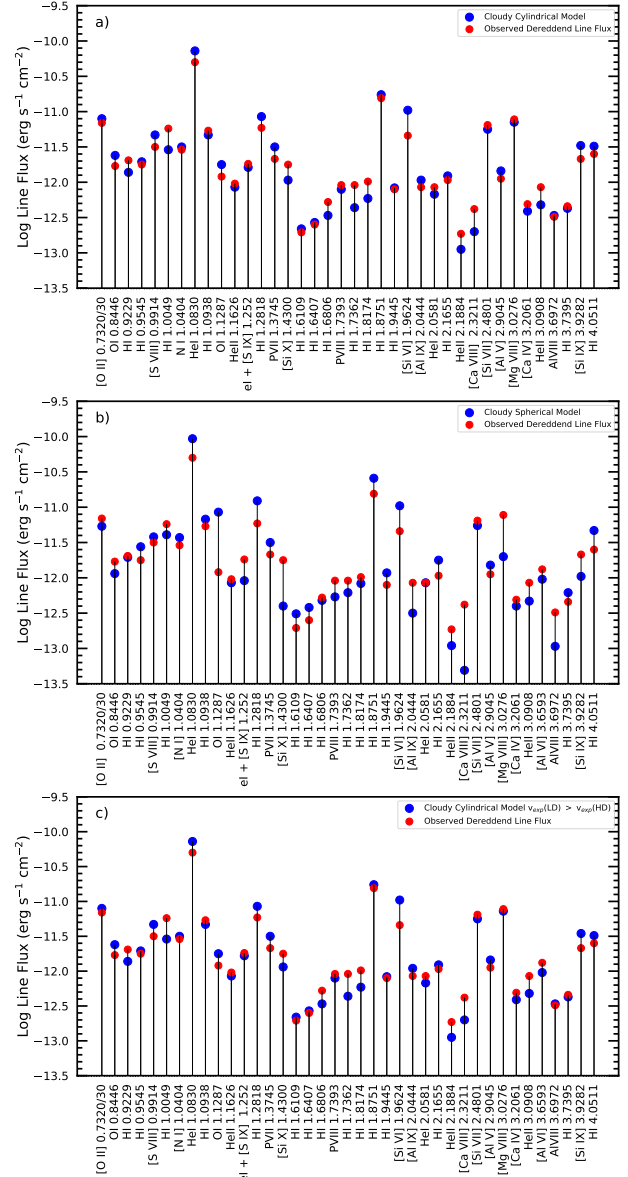 a)
Cloudy Cylindrical Model
Observed Dereddend Line Flux
Log Line Flux (erg s⁻¹ cm⁻²)
−9.5
−10.0
−10.5
−11.0
−11.5
−12.0
−12.5
−13.0
−13.5
[O II] 0.7320/30
OI 0.8446
HI 0.9229
HI 0.9545
[S VIII] 0.9914
HI 1.0049
N I 1.0404
HeI 1.0830
HI 1.0938
OI 1.1287
HeII 1.1626
eI + [S IX] 1.252
HI 1.2818
PVII 1.3745
[Si X] 1.4300
HI 1.6109
HI 1.6407
HI 1.6806
PVIII 1.7393
HI 1.7362
HI 1.8174
HI 1.8751
HI 1.9445
[Si VI] 1.9624
[Al IX] 2.0444
HeI 2.0581
HI 2.1655
HeII 2.1884
[Ca VIII] 2.3211
[Si VII] 2.4801
[Al V] 2.9045
[Mg VIII] 3.0276
[Ca IV] 3.2061
HeII 3.0908
AlVIII 3.6972
HI 3.7395
[Si IX] 3.9282
HI 4.0511
b)
Cloudy Spherical Model
Observed Dereddend Line Flux
Log Line Flux (erg s⁻¹ cm⁻²)
−9.5
−10.0
−10.5
−11.0
−11.5
−12.0
−12.5
−13.0
−13.5
[O II] 0.7320/30
OI 0.8446
HI 0.9229
HI 0.9545
[S VIII] 0.9914
HI 1.0049
[N I] 1.0404
HeI 1.0830
HI 1.0938
OI 1.1287
HeII 1.1626
eI + [S IX] 1.252
HI 1.2818
PVII 1.3745
[Si X] 1.4300
HI 1.6109
HI 1.6407
HI 1.6806
PVIII 1.7393
HI 1.7362
HI 1.8174
HI 1.8751
HI 1.9445
[Si VI] 1.9624
[Al IX] 2.0444
HeI 2.0581
HI 2.1655
HeII 2.1884
[Ca VIII] 2.3211
[Si VII] 2.4801
[Al V] 2.9045
[Mg VIII] 3.0276
[Ca IV] 3.2061
HeII 3.0908
[Al VI] 3.6593
AlVIII 3.6972
HI 3.7395
[Si IX] 3.9282
HI 4.0511
c)
Cloudy Cylindrical Model v_exp(LD) > v_exp(HD)
Observed Dereddend Line Flux
Log Line Flux (erg s⁻¹ cm⁻²)
−9.5
−10.0
−10.5
−11.0
−11.5
−12.0
−12.5
−13.0
−13.5
[O II] 0.7320/30
OI 0.8446
HI 0.9229
HI 0.9545
[S VIII] 0.9914
HI 1.0049
[N I] 1.0404
HeI 1.0830
HI 1.0938
OI 1.1287
HeII 1.1626
eI + [S IX] 1.252
HI 1.2818
PVII 1.3745
[Si X] 1.4300
HI 1.6109
HI 1.6407
HI 1.6806
PVIII 1.7393
HI 1.7362
HI 1.8174
HI 1.8751
HI 1.9445
[Si VI] 1.9624
[Al IX] 2.0444
HeI 2.0581
HI 2.1655
HeII 2.1884
[Ca VIII] 2.3211
[Si VII] 2.4801
[Al V] 2.9045
[Mg VIII] 3.0276
[Ca IV] 3.2061
HeII 3.0908
[Al VI] 3.6593
AlVIII 3.6972
HI 3.7395
[Si IX] 3.9282
HI 4.0511